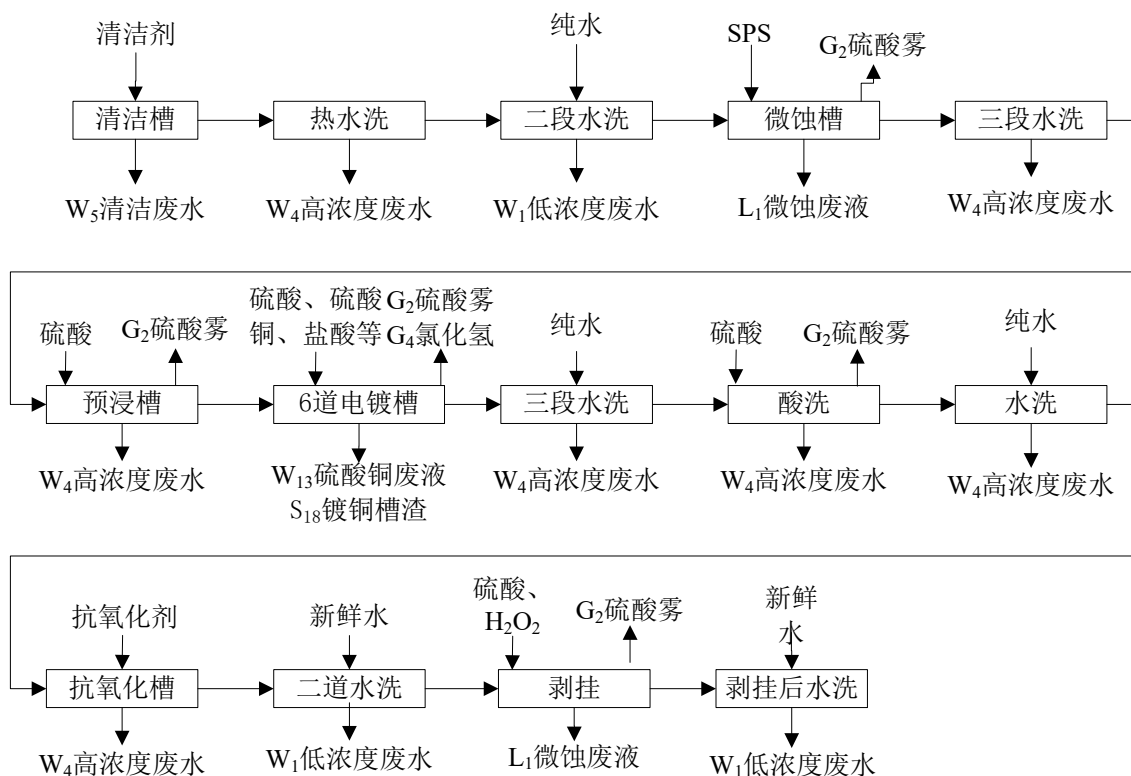 清洁剂
纯水
SPS
G₂硫酸雾
清洁槽
热水洗
二段水洗
微蚀槽
三段水洗
W₅清洁废水
W₄高浓度废水
W₁低浓度废水
L₁微蚀废液
W₄高浓度废水
硫酸
G₂硫酸雾
硫酸、硫酸
铜、盐酸等
G₂硫酸雾
G₄氯化氢
纯水
硫酸
G₂硫酸雾
纯水
预浸槽
6道电镀槽
三段水洗
酸洗
水洗
W₄高浓度废水
W₁₃硫酸铜废液
S₁₈镀铜槽渣
W₄高浓度废水
W₄高浓度废水
W₄高浓度废水
抗氧化剂
新鲜水
硫酸、
H₂O₂
G₂硫酸雾
新鲜
水
抗氧化槽
二道水洗
剥挂
剥挂后水洗
W₄高浓度废水
W₁低浓度废水
L₁微蚀废液
W₁低浓度废水